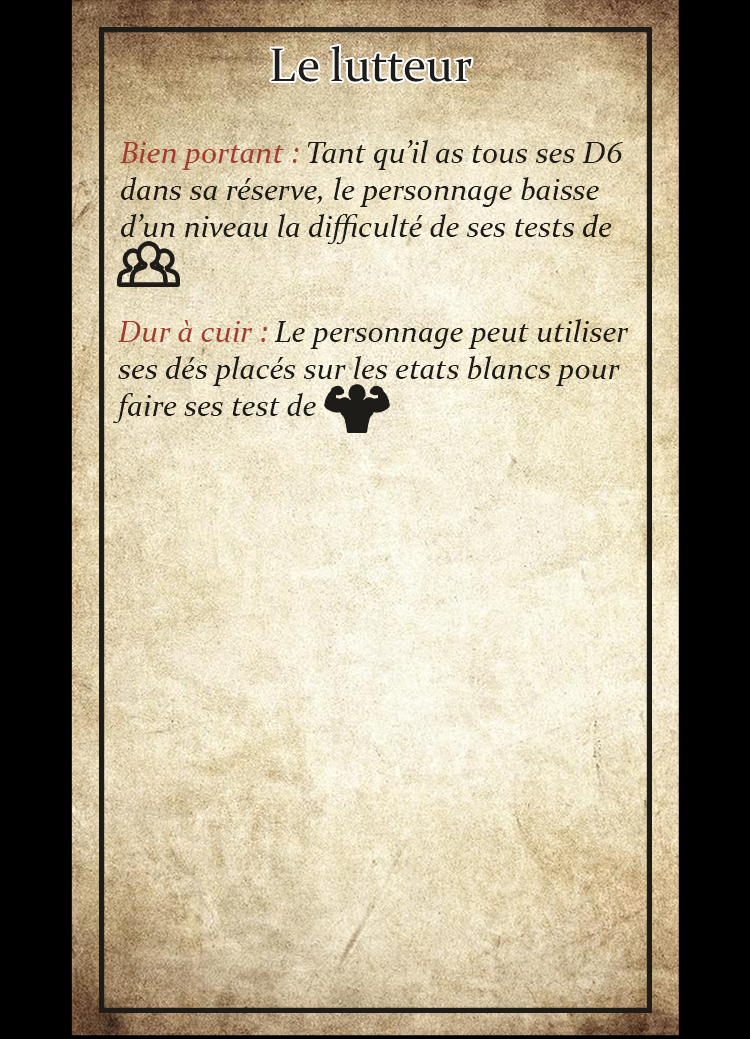 Le lutteur
Bien portant : Tant qu’il as tous ses D6
dans sa réserve, le personnage baisse
d’un niveau la difficulté de ses tests de
Dur à cuir : Le personnage peut utiliser
ses dés placés sur les etats blancs pour
faire ses test de